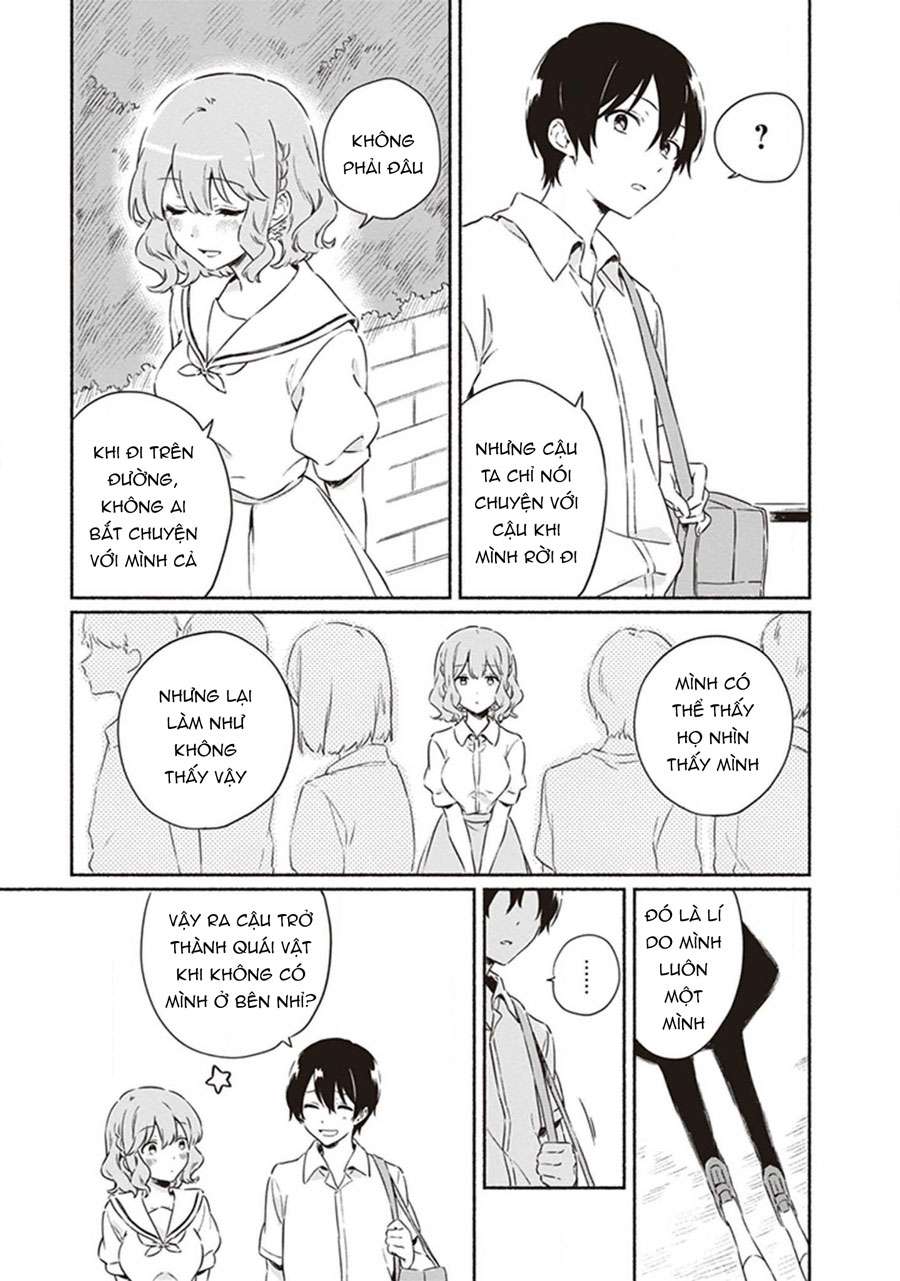 ?
NHƯNG CẬU
TA CHỈ NÓI
CHUYỆN VỚI
CẬU KHI
MÌNH RỜI ĐI
KHÔNG
PHẢI ĐÂU
KHI ĐI TRÊN
ĐƯỜNG,
KHÔNG AI
BẮT CHUYỆN
VỚI MÌNH CẢ
MÌNH CÓ
THỂ THẤY
HỌ NHÌN
THẤY MÌNH
NHƯNG LẠI
LÀM NHƯ
KHÔNG
THẤY VẬY
ĐÓ LÀ LÍ
DO MÌNH
LUÔN
MỘT
MÌNH
......
VẬY RA CẬU TRỞ
THÀNH QUÁI VẬT
KHI KHÔNG CÓ
MÌNH Ở BÊN NHỈ?